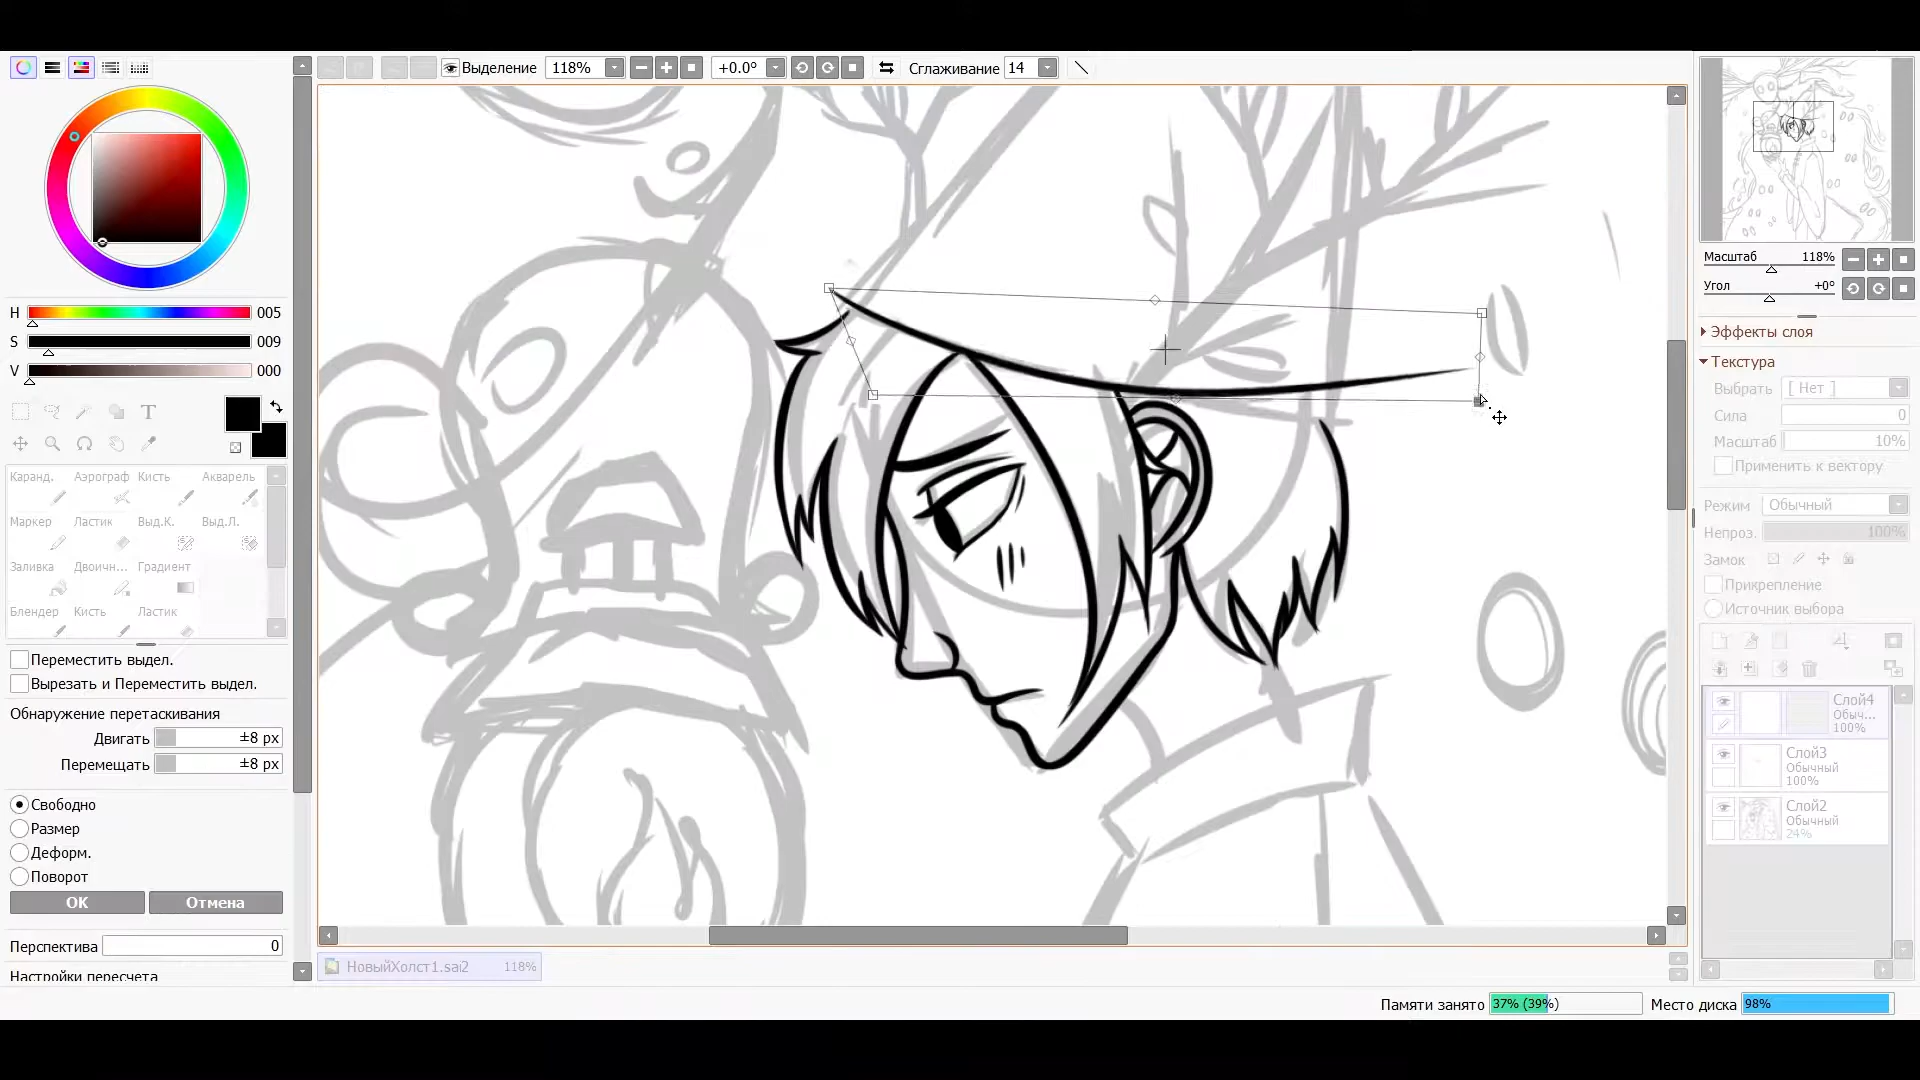 Выделение 118% +0.0° Сглаживание 14
H 005
S 009
V 000
T
Каранд. Аэрограф Кисть Акварель
Маркер Ластик Выд.К. Выд.Л.
Заливка Двоичн... Градиент
Блендер Кисть Ластик
Переместить выдел.
Вырезать и Переместить выдел.
Обнаружение перетаскивания
Двигать ±8 px
Перемещать ±8 px
Свободно
Размер
Деформ.
Поворот
OK Отмена
Перспектива 0
Настройки пересчета
НовыйХолст1.sai2 118%
Масштаб 118%
Угол +0°
Эффекты слоя
Текстура
Выбрать [ Нет ]
Сила 0
Масштаб 10%
Применить к вектору
Режим Обычный
Непроз. 100%
Замок
Прикрепление
Источник выбора
Слой4
Обыч...
100%
Слой3
Обычный
100%
Слой2
Обычный
24%
Памяти занято 37% (39%) Место диска 98%